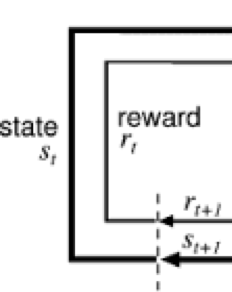 state
s_t
reward
r_t
r_{t+1}
s_{t+1}